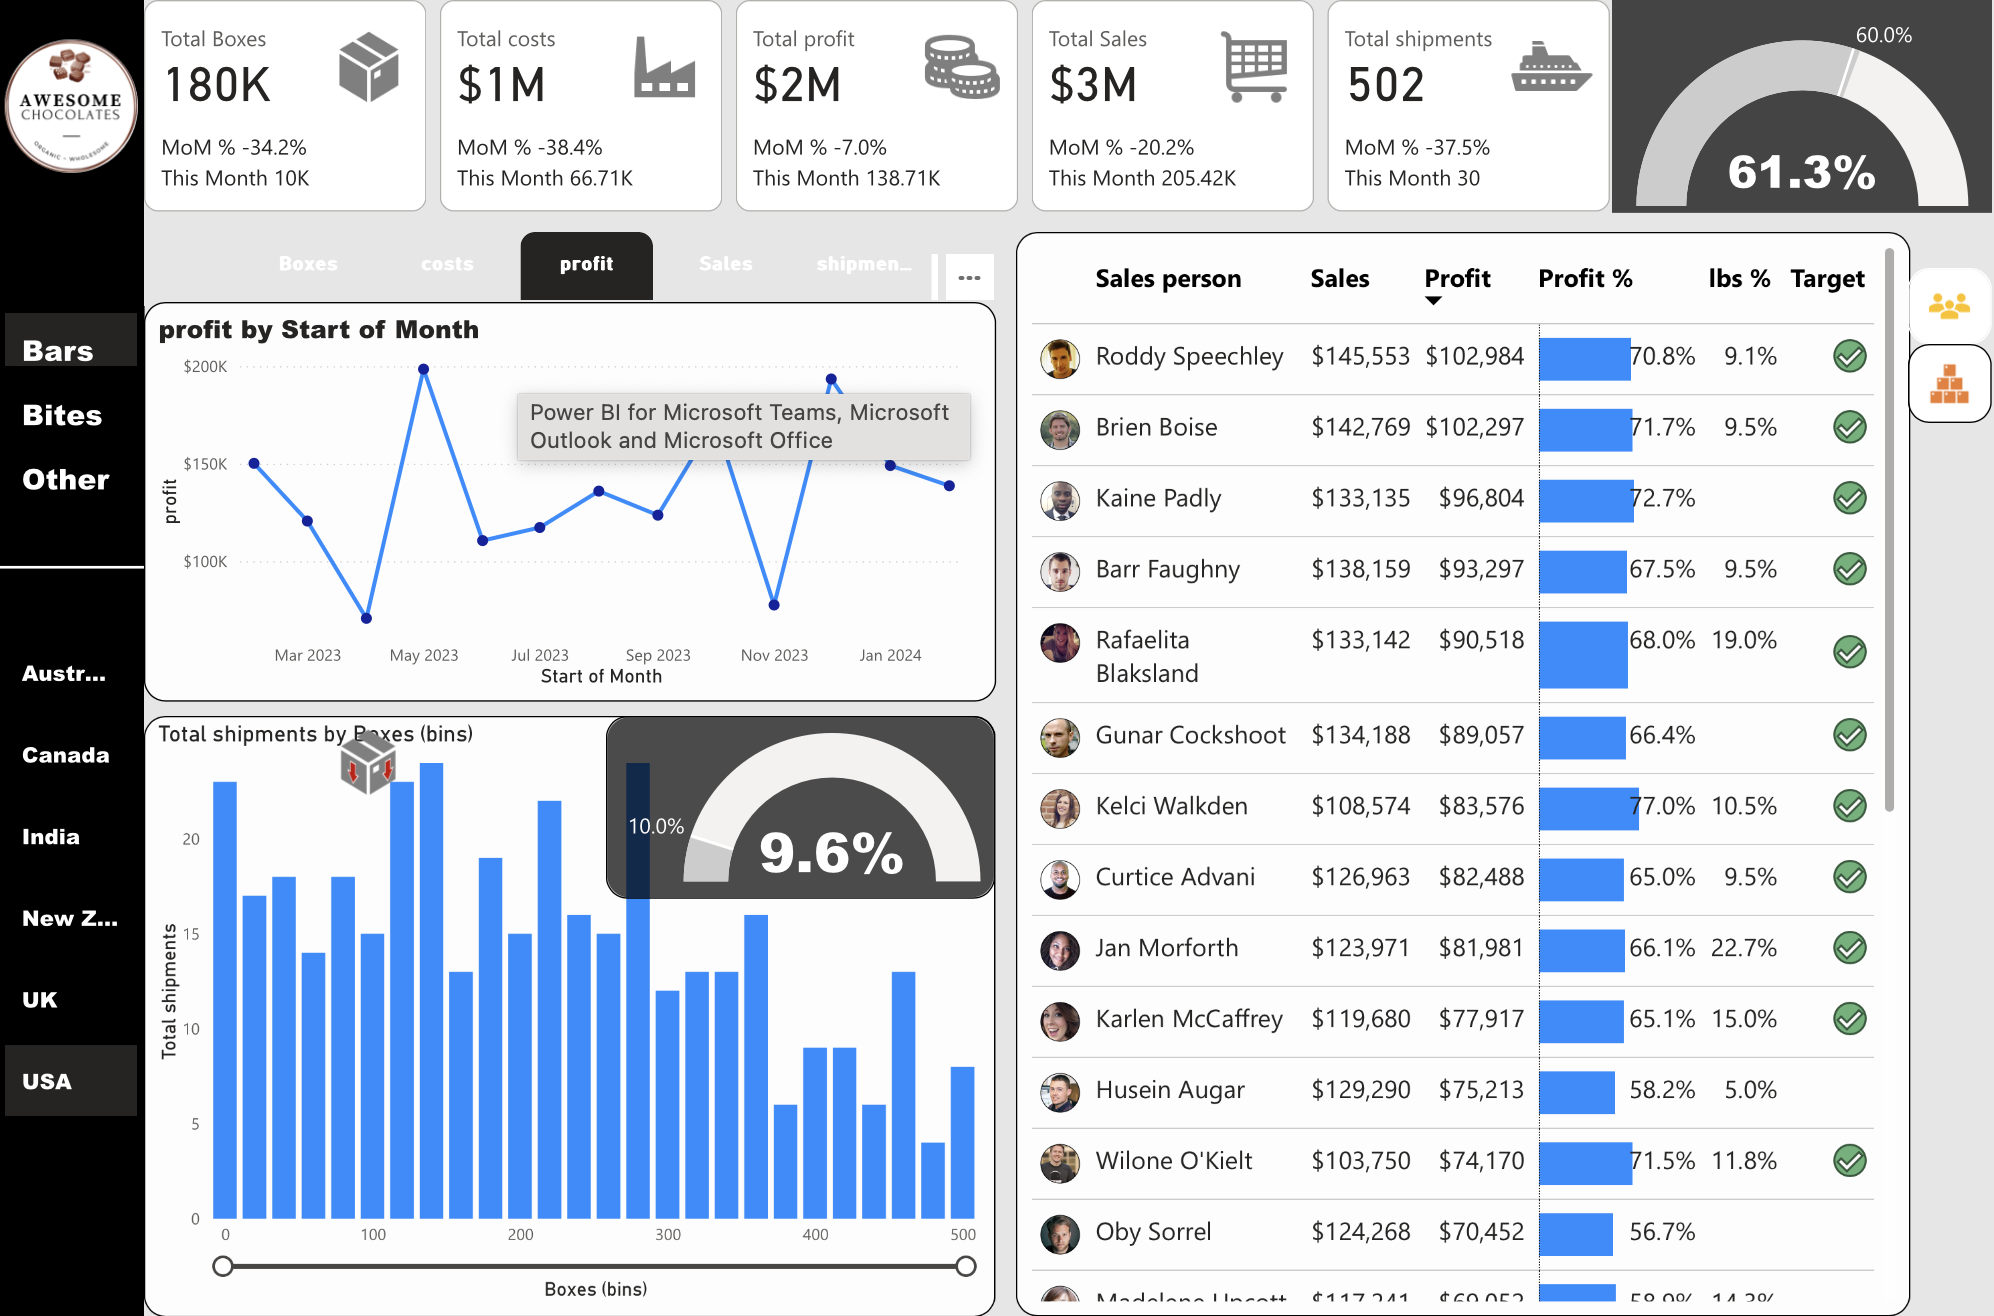 AWESOME
CHOCOLATES
ORGANIC - WHOLESOME
Bars
Bites
Other
Austr...
Canada
India
New Z...
UK
USA
Total Boxes
180K
MoM % -34.2%
This Month 10K
Total costs
$1M
MoM % -38.4%
This Month 66.71K
Total profit
$2M
MoM % -7.0%
This Month 138.71K
Total Sales
$3M
MoM % -20.2%
This Month 205.42K
Total shipments
502
MoM % -37.5%
This Month 30
60.0%
61.3%
Boxes costs profit Sales shipmen...
profit by Start of Month
$200K
$150K
$100K
profit
Power BI for Microsoft Teams, Microsoft
Outlook and Microsoft Office
Mar 2023 May 2023 Jul 2023 Sep 2023 Nov 2023 Jan 2024
Start of Month
Total shipments by Boxes (bins)
10.0%
9.6%
20
15
10
5
0
Total shipments
0 100 200 300 400 500
Boxes (bins)
Sales person Sales Profit Profit % lbs % Target
Roddy Speechley $145,553 $102,984 70.8% 9.1%
Brien Boise $142,769 $102,297 71.7% 9.5%
Kaine Padly $133,135 $96,804 72.7%
Barr Faughny $138,159 $93,297 67.5% 9.5%
Rafaelita $133,142 $90,518 68.0% 19.0%
Blaksland
Gunar Cockshoot $134,188 $89,057 66.4%
Kelci Walkden $108,574 $83,576 77.0% 10.5%
Curtice Advani $126,963 $82,488 65.0% 9.5%
Jan Morforth $123,971 $81,981 66.1% 22.7%
Karlen McCaffrey $119,680 $77,917 65.1% 15.0%
Husein Augar $129,290 $75,213 58.2% 5.0%
Wilone O'Kielt $103,750 $74,170 71.5% 11.8%
Oby Sorrel $124,268 $70,452 56.7%
Madelene Upcott $117,241 $69,052 58.9% 14.3%